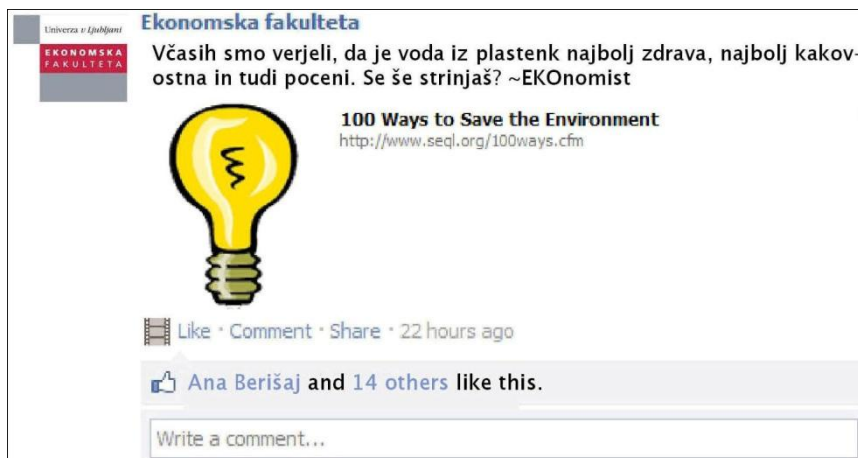 Univerza v Ljubljani
EKONOMSKA
FAKULTETA
Ekonomska fakulteta
Včasih smo verjeli, da je voda iz plastenk najbolj zdrava, najbolj kakov-
ostna in tudi poceni. Se še strinjaš? ~EKOnomist
100 Ways to Save the Environment
http://www.seql.org/100ways.cfm
Like · Comment · Share · 22 hours ago
Ana Berišaj and 14 others like this.
Write a comment...